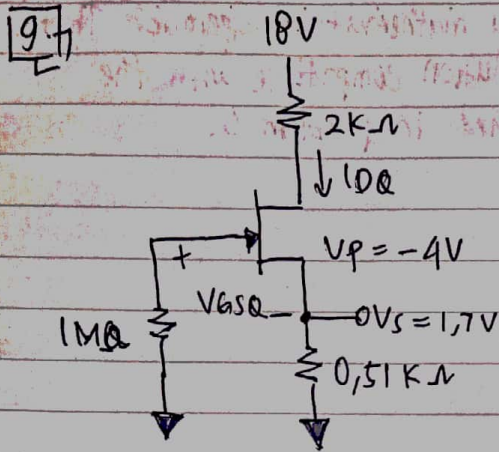 9
18V
2KΩ
↓ IDQ
+
VP = -4V
VGSQ -
VS = 1,7V
1MΩ
0,51KΩ